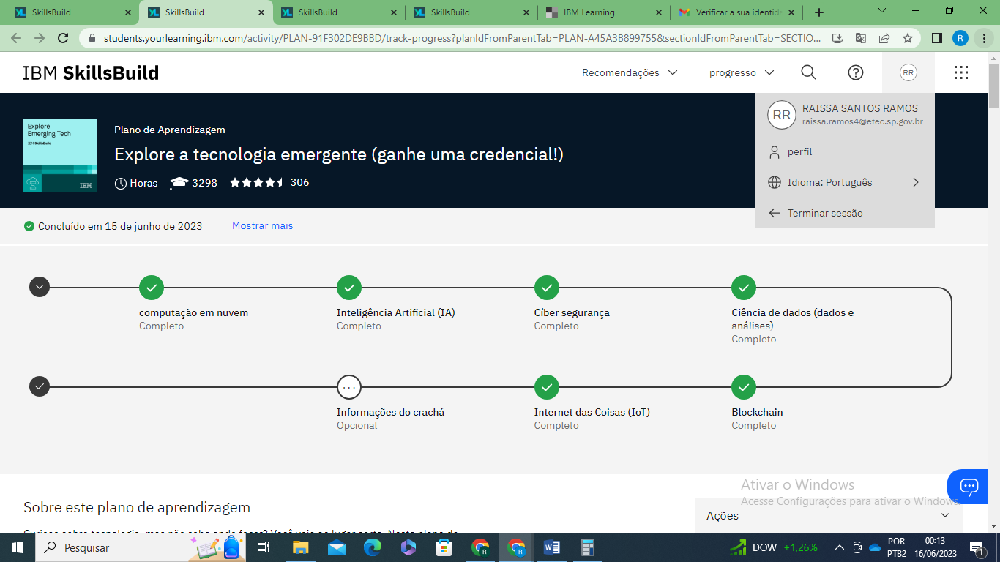 SkillsBuild
SkillsBuild
SkillsBuild
SkillsBuild
IBM Learning
Verificar a sua identida
students.yourlearning.ibm.com/activity/PLAN-91F302DE9BBD/track-progress?planIdFromParentTab=PLAN-A45A3B899755&sectionIdFromParentTab=SECTIO...
R
IBM SkillsBuild
Recomendações
progresso
RR
RR
RAISSA SANTOS RAMOS
raissa.ramos4@etec.sp.gov.br
perfil
Idioma: Português
Terminar sessão
Explore
Emerging Tech
IBM SkillsBuild
IBM
Plano de Aprendizagem
Explore a tecnologia emergente (ganhe uma credencial!)
Horas
3298
306
Concluído em 15 de junho de 2023
Mostrar mais
computação em nuvem
Completo
Inteligência Artificial (IA)
Completo
Cíber segurança
Completo
Ciência de dados (dados e
análises)
Completo
Informações do crachá
Opcional
Internet das Coisas (IoT)
Completo
Blockchain
Completo
Sobre este plano de aprendizagem
Ações
Ativar o Windows
Acesse Configurações para ativar o Windows.
Pesquisar
DOW +1,26%
POR
PTB2
00:13
16/06/2023
1